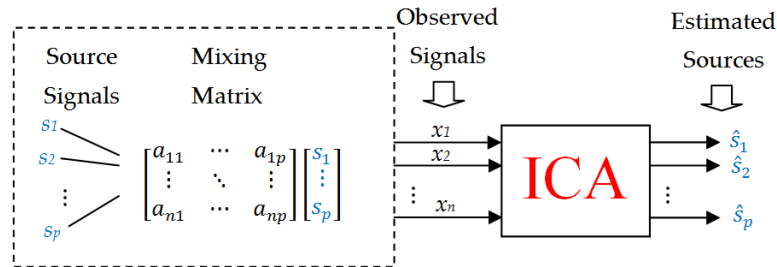 Source
Signals
Mixing
Matrix
Observed
Signals
Estimated
Sources
s1
s2
⋮
sp
[a11 ⋯ a1p] [s1]
[⋮ ⋱ ⋮] [⋮]
[an1 ⋯ anp] [sp]
x1
x2
⋮
xn
ICA
ŝ1
ŝ2
⋮
ŝp